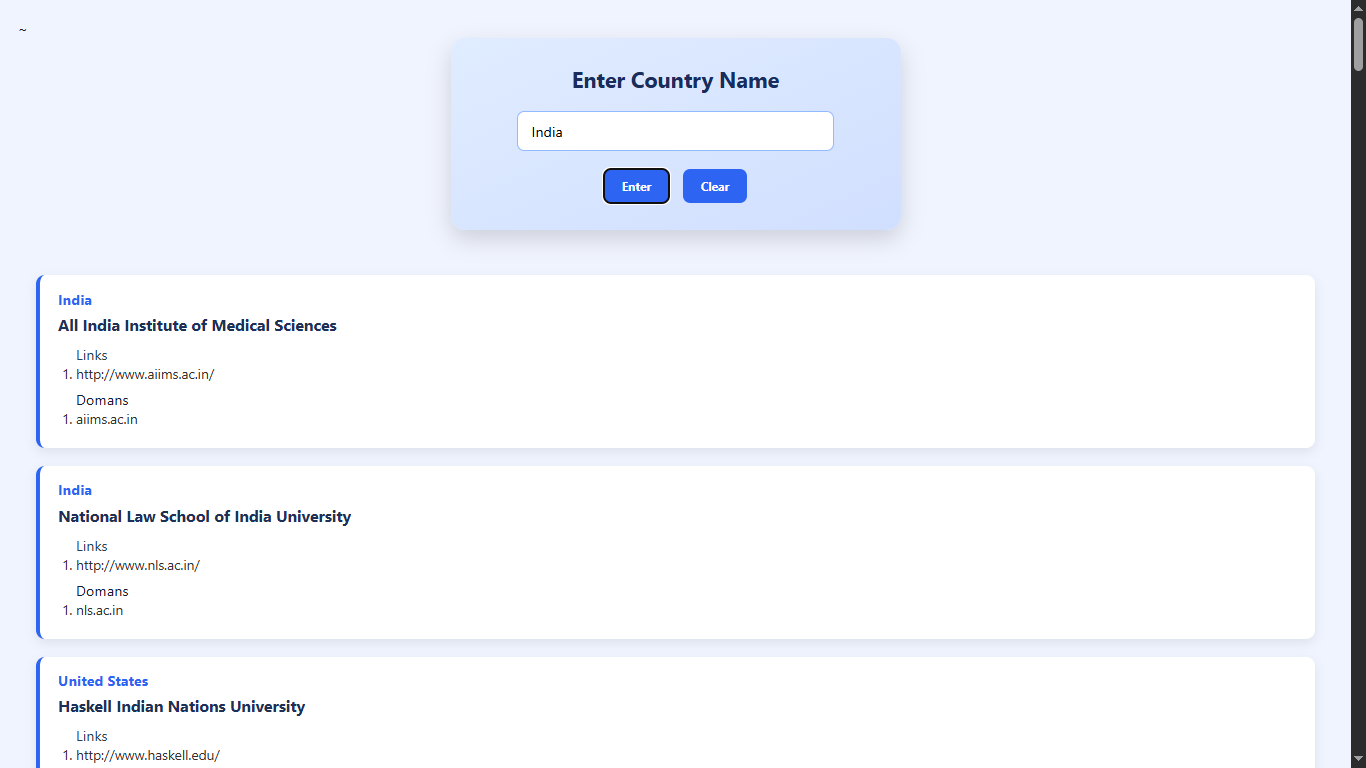 ~
Enter Country Name
India
Enter Clear
India
All India Institute of Medical Sciences
Links
1. http://www.aiims.ac.in/
Domans
1. aiims.ac.in
India
National Law School of India University
Links
1. http://www.nls.ac.in/
Domans
1. nls.ac.in
United States
Haskell Indian Nations University
Links
1. http://www.haskell.edu/